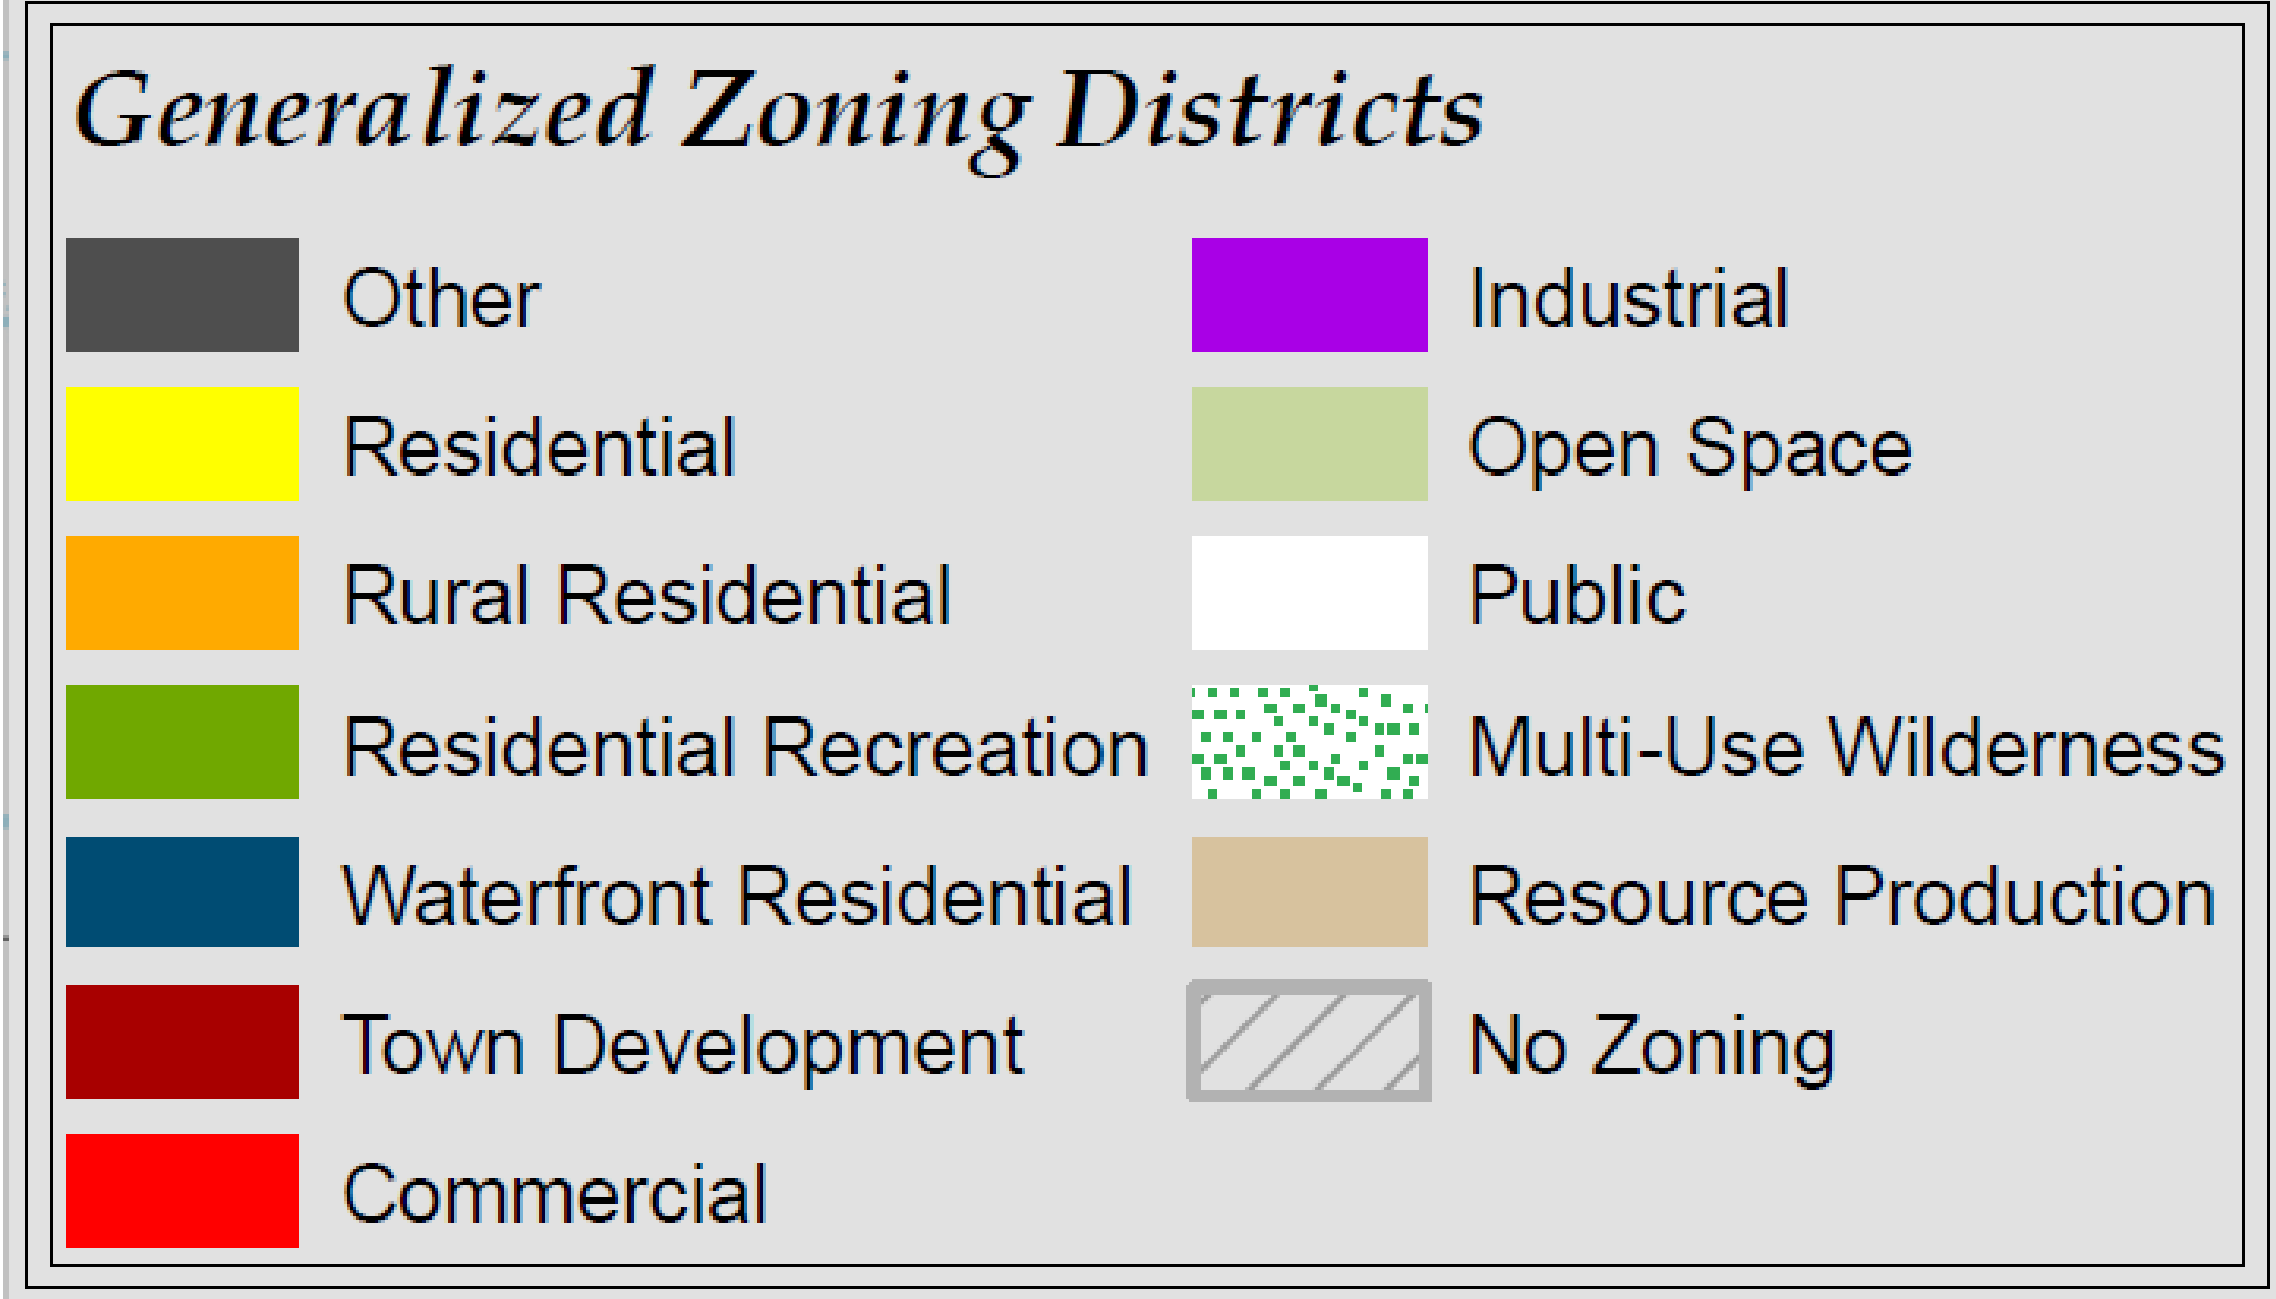 Generalized Zoning Districts
Other
Residential
Rural Residential
Residential Recreation
Waterfront Residential
Town Development
Commercial
Industrial
Open Space
Public
Multi-Use Wilderness
Resource Production
No Zoning